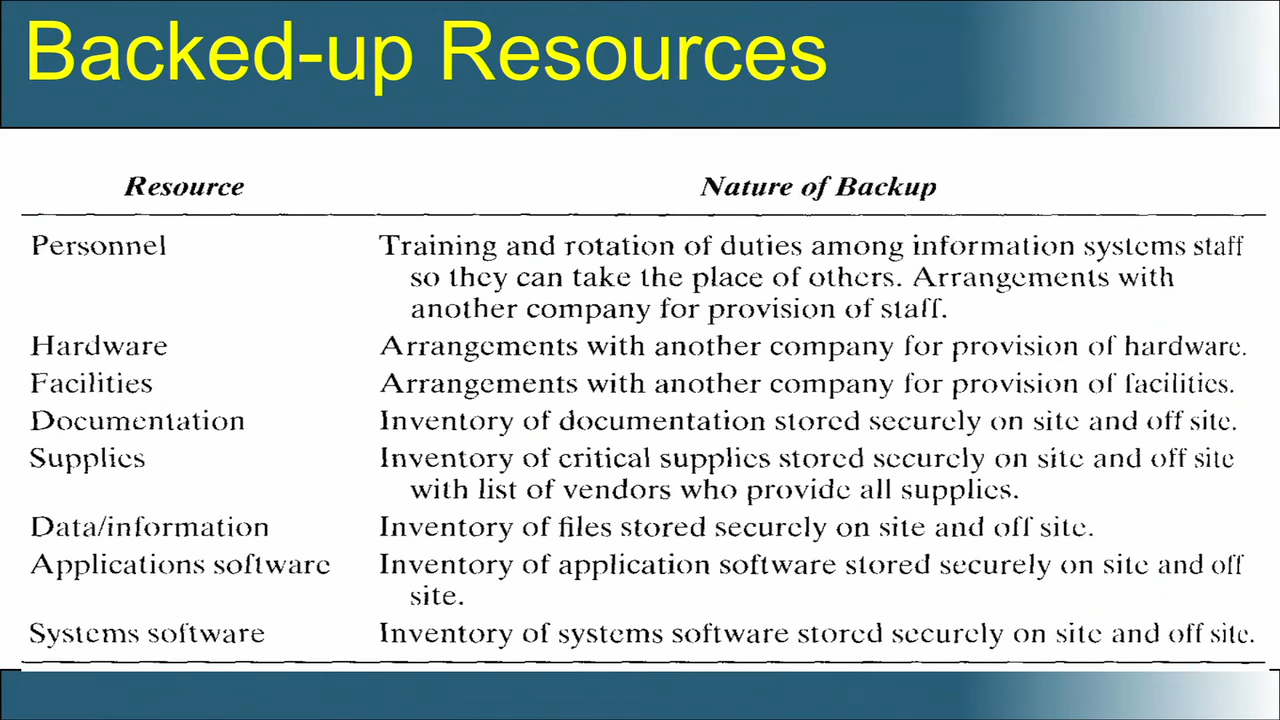 Backed-up Resources
Resource Nature of Backup
Personnel Training and rotation of duties among information systems staff
so they can take the place of others. Arrangements with
another company for provision of staff.
Hardware Arrangements with another company for provision of hardware.
Facilities Arrangements with another company for provision of facilities.
Documentation Inventory of documentation stored securely on site and off site.
Supplies Inventory of critical supplies stored securely on site and off site
with list of vendors who provide all supplies.
Data/information Inventory of files stored securely on site and off site.
Applications software Inventory of application software stored securely on site and off
site.
Systems software Inventory of systems software stored securely on site and off site.